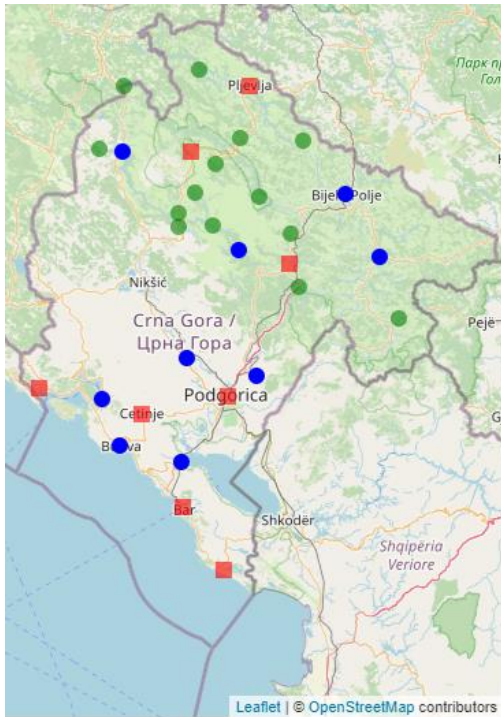 Парк пр
Гол
Pljevlja
Bijelo Polje
Nikšić
Pejë
Crna Gora /
Црна Гора
Podgorica
Cetinje
Budva
Bar
Shkodër
Shqipëria
Veriore
Leaflet | © OpenStreetMap contributors